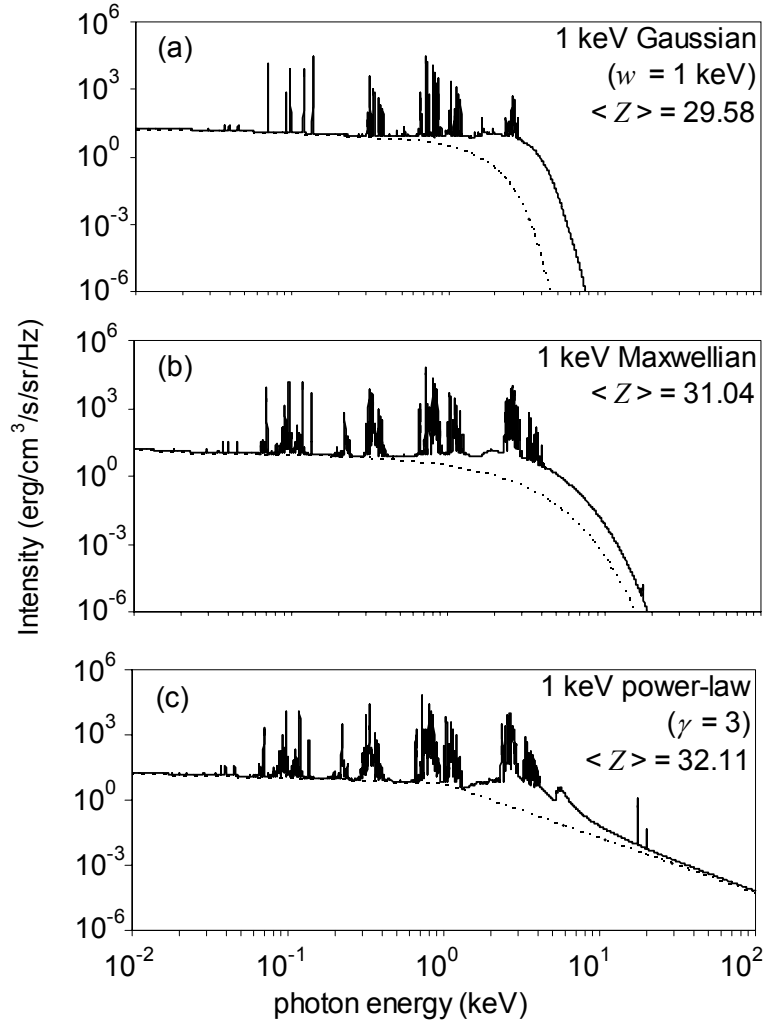 (a)
1 keV Gaussian
(w = 1 keV)
< Z > = 29.58
10^6
10^3
10^0
10^-3
10^-6
(b)
1 keV Maxwellian
< Z > = 31.04
10^6
10^3
10^0
10^-3
10^-6
Intensity (erg/cm^3/s/sr/Hz)
(c)
1 keV power-law
(γ = 3)
< Z > = 32.11
10^6
10^3
10^0
10^-3
10^-6
10^-2 10^-1 10^0 10^1 10^2
photon energy (keV)